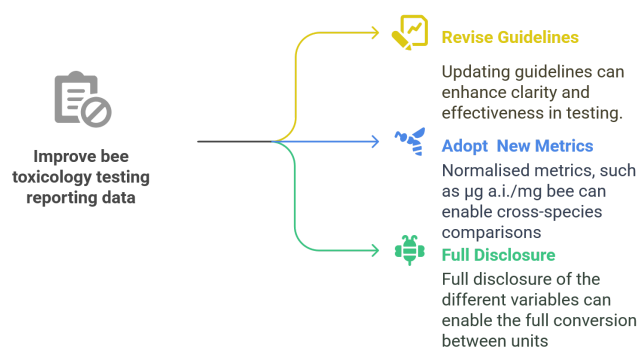 Improve bee
toxicology testing
reporting data
Revise Guidelines
Updating guidelines can
enhance clarity and
effectiveness in testing.
Adopt New Metrics
Normalised metrics, such
as µg a.i./mg bee can
enable cross-species
comparisons
Full Disclosure
Full disclosure of the
different variables can
enable the full conversion
between units